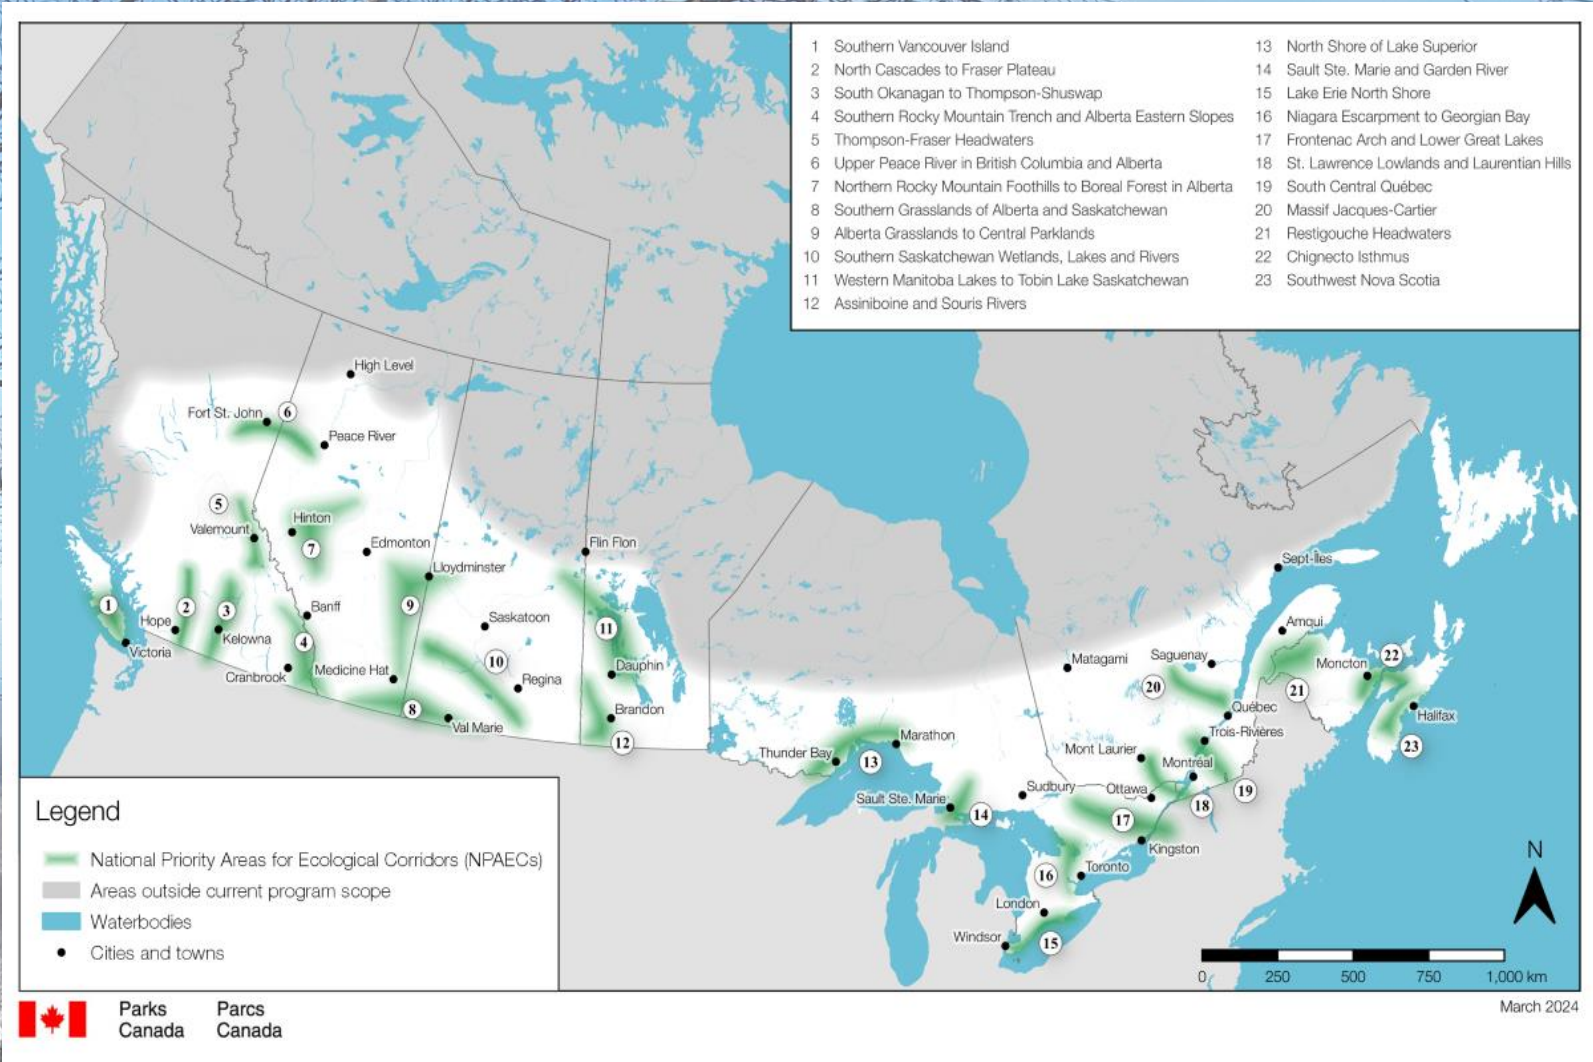 1 Southern Vancouver Island
2 North Cascades to Fraser Plateau
3 South Okanagan to Thompson-Shuswap
4 Southern Rocky Mountain Trench and Alberta Eastern Slopes
5 Thompson-Fraser Headwaters
6 Upper Peace River in British Columbia and Alberta
7 Northern Rocky Mountain Foothills to Boreal Forest in Alberta
8 Southern Grasslands of Alberta and Saskatchewan
9 Alberta Grasslands to Central Parklands
10 Southern Saskatchewan Wetlands, Lakes and Rivers
11 Western Manitoba Lakes to Tobin Lake Saskatchewan
12 Assiniboine and Souris Rivers
13 North Shore of Lake Superior
14 Sault Ste. Marie and Garden River
15 Lake Erie North Shore
16 Niagara Escarpment to Georgian Bay
17 Frontenac Arch and Lower Great Lakes
18 St. Lawrence Lowlands and Laurentian Hills
19 South Central Québec
20 Massif Jacques-Cartier
21 Restigouche Headwaters
22 Chignecto Isthmus
23 Southwest Nova Scotia
High Level
Fort St. John
6
Peace River
5
Valemount
Hinton
7
Edmonton
Flin Flon
Lloydminster
Sept-Îles
1
2
3
9
Hope
Kelowna
Victoria
Banff
4
Saskatoon
11
Amqui
Cranbrook
Medicine Hat
10
Regina
Dauphin
Matagami
Saguenay
Moncton
22
20
21
8
Val Marie
Brandon
12
Québec
Halifax
23
Thunder Bay
13
Marathon
Mont Laurier
Trois-Rivières
Montréal
Sault Ste. Marie
14
Sudbury
Ottawa
18
19
17
Kingston
16
Toronto
London
Windsor
15
Legend
National Priority Areas for Ecological Corridors (NPAECs)
Areas outside current program scope
Waterbodies
Cities and towns
N
0 250 500 750 1,000 km
March 2024
Parks Canada
Parcs Canada